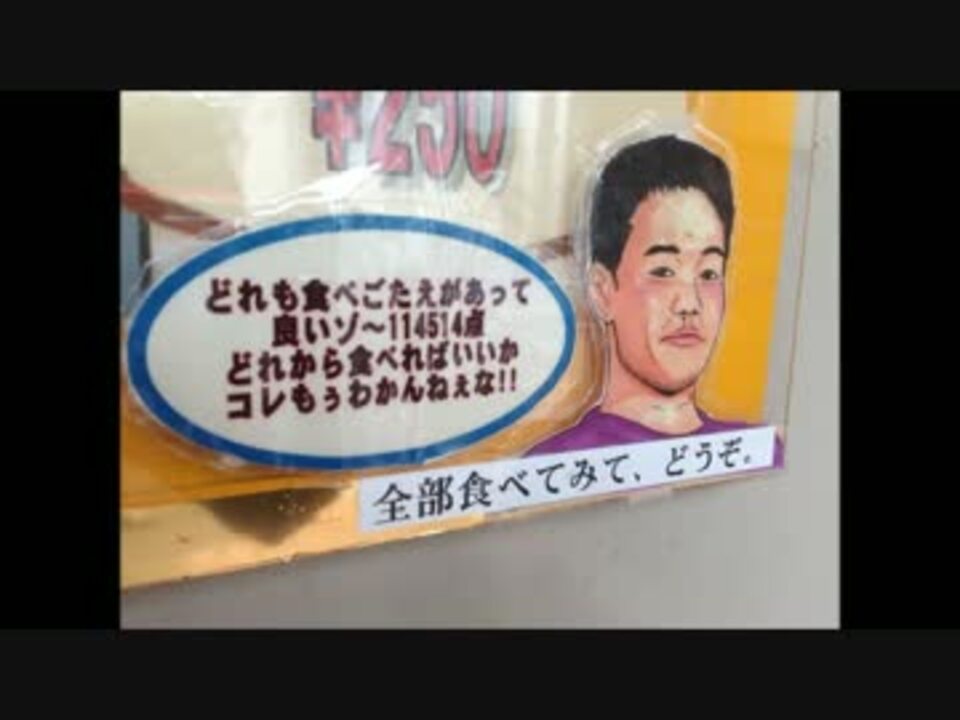 ¥250
どれも食べごたえがあって
良いゾ～114514点
どれから食べればいいか
コレもぅわかんねぇな!!
全部食べてみて、どうぞ。